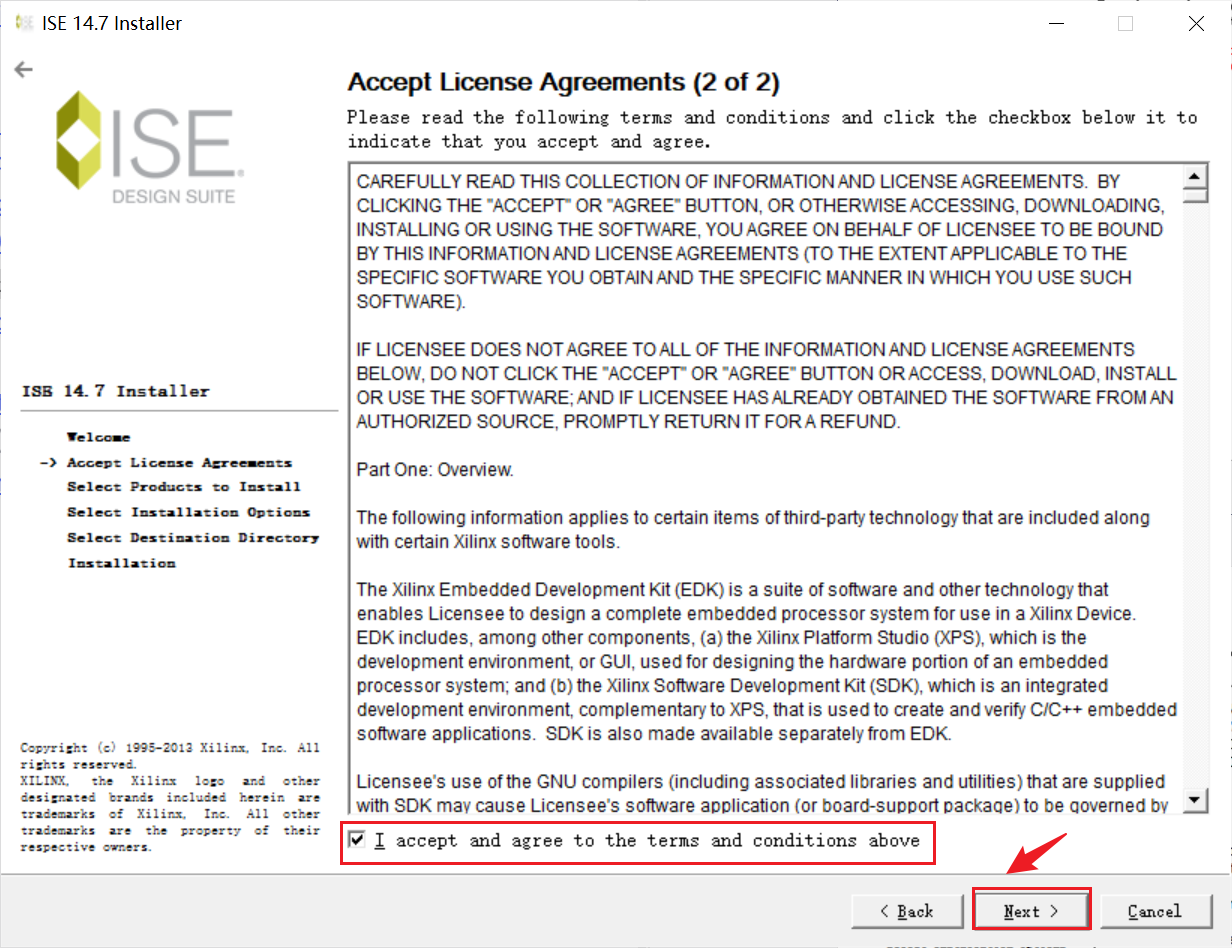 ISE 14.7 Installer
ISE
DESIGN SUITE
Accept License Agreements (2 of 2)
Please read the following terms and conditions and click the checkbox below it to
indicate that you accept and agree.
CAREFULLY READ THIS COLLECTION OF INFORMATION AND LICENSE AGREEMENTS. BY
CLICKING THE "ACCEPT" OR "AGREE" BUTTON, OR OTHERWISE ACCESSING, DOWNLOADING,
INSTALLING OR USING THE SOFTWARE, YOU AGREE ON BEHALF OF LICENSEE TO BE BOUND
BY THIS INFORMATION AND LICENSE AGREEMENTS (TO THE EXTENT APPLICABLE TO THE
SPECIFIC SOFTWARE YOU OBTAIN AND THE SPECIFIC MANNER IN WHICH YOU USE SUCH
SOFTWARE).
IF LICENSEE DOES NOT AGREE TO ALL OF THE INFORMATION AND LICENSE AGREEMENTS
BELOW, DO NOT CLICK THE "ACCEPT" OR "AGREE" BUTTON OR ACCESS, DOWNLOAD, INSTALL
OR USE THE SOFTWARE; AND IF LICENSEE HAS ALREADY OBTAINED THE SOFTWARE FROM AN
AUTHORIZED SOURCE, PROMPTLY RETURN IT FOR A REFUND.
Part One: Overview.
The following information applies to certain items of third-party technology that are included along
with certain Xilinx software tools.
The Xilinx Embedded Development Kit (EDK) is a suite of software and other technology that
enables Licensee to design a complete embedded processor system for use in a Xilinx Device.
EDK includes, among other components, (a) the Xilinx Platform Studio (XPS), which is the
development environment, or GUI, used for designing the hardware portion of an embedded
processor system; and (b) the Xilinx Software Development Kit (SDK), which is an integrated
development environment, complementary to XPS, that is used to create and verify C/C++ embedded
software applications. SDK is also made available separately from EDK.
Licensee's use of the GNU compilers (including associated libraries and utilities) that are supplied
with SDK may cause Licensee's software application (or board-support package) to be governed by
I accept and agree to the terms and conditions above
ISE 14.7 Installer
Welcome
-> Accept License Agreements
Select Products to Install
Select Installation Options
Select Destination Directory
Installation
Copyright (c) 1995-2013 Xilinx, Inc. All
rights reserved.
XILINX, the Xilinx logo and other
designated brands included herein are
trademarks of Xilinx, Inc. All other
trademarks are the property of their
respective owners.
< Back
Next >
Cancel